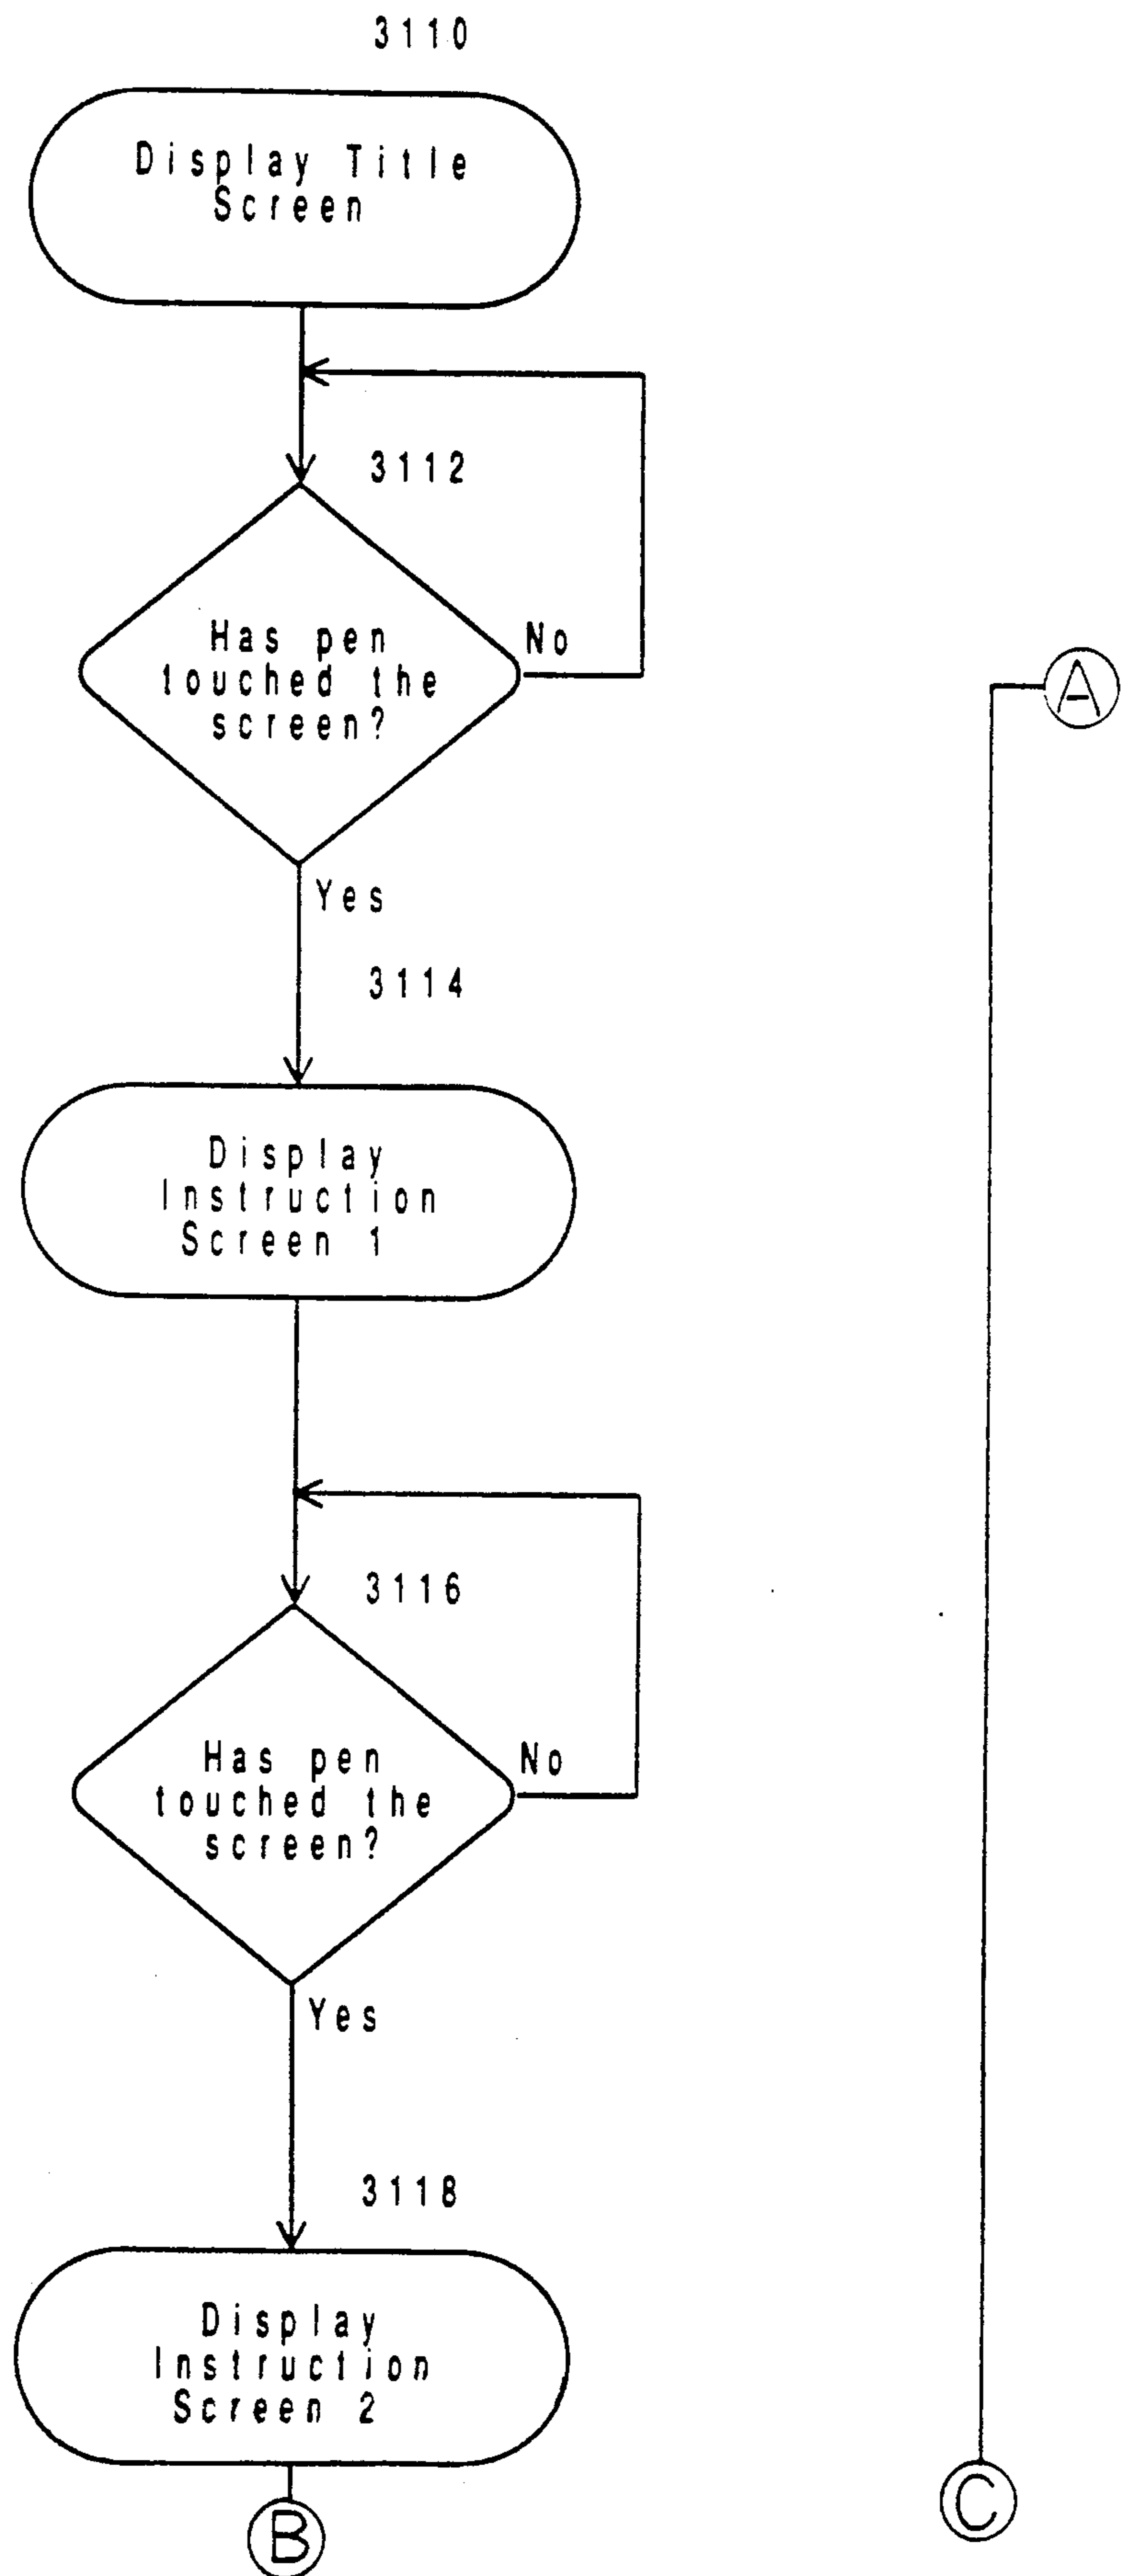 3110
Display Title
Screen
3112
Has pen
touched the
screen?
No
Yes
3114
Display
Instruction
Screen 1
3116
Has pen
touched the
screen?
No
Yes
3118
Display
Instruction
Screen 2
B
A
C